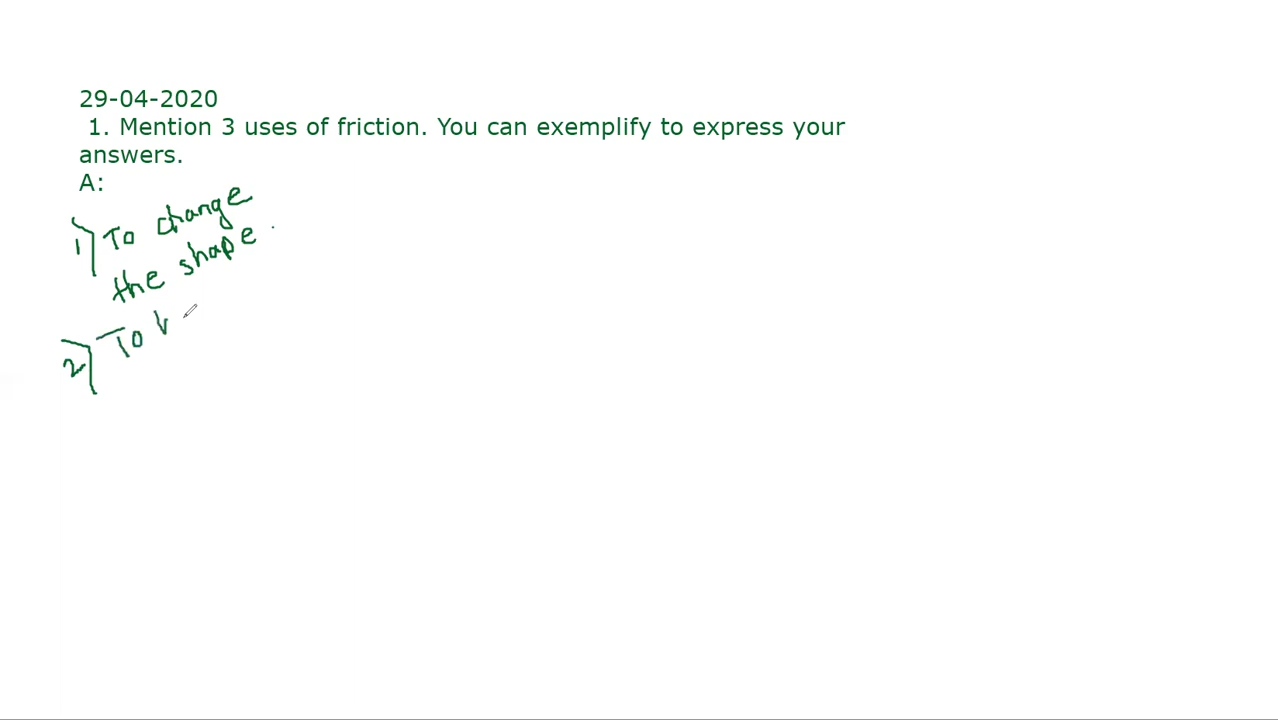 29-04-2020
1. Mention 3 uses of friction. You can exemplify to express your
answers.
A:
1) To change
the shape.
2) To